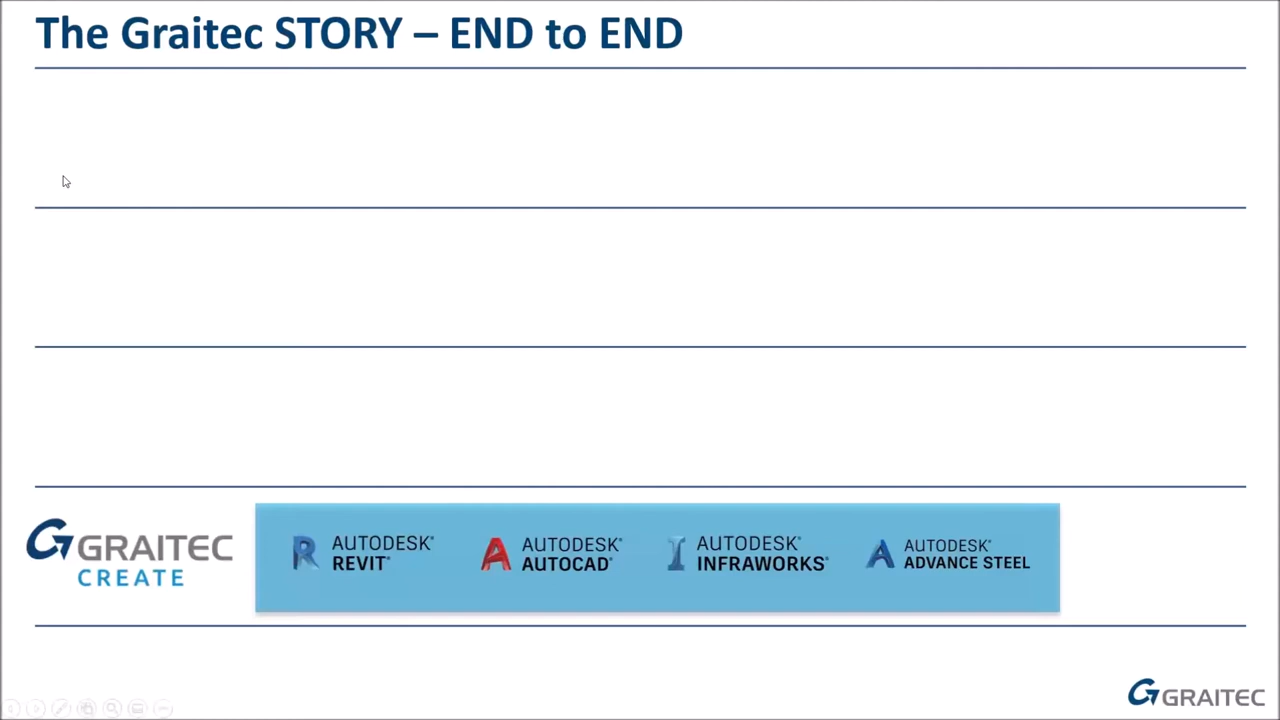 The Graitec STORY – END to END
GRAITEC
CREATE
AUTODESK®
REVIT®
AUTODESK®
AUTOCAD®
AUTODESK®
INFRAWORKS®
AUTODESK®
ADVANCE STEEL
GRAITEC